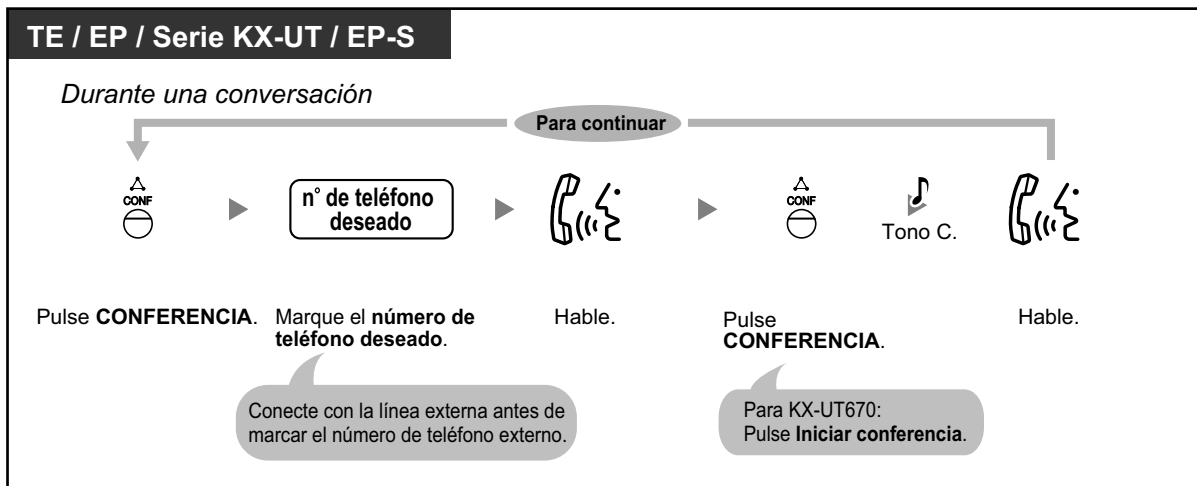 TE / EP / Serie KX-UT / EP-S
Durante una conversación
Para continuar
CONF
n° de teléfono
deseado
CONF
Tono C.
Pulse CONFERENCIA.
Marque el número de
teléfono deseado.
Hable.
Pulse
CONFERENCIA.
Hable.
Conecte con la línea externa antes de
marcar el número de teléfono externo.
Para KX-UT670:
Pulse Iniciar conferencia.